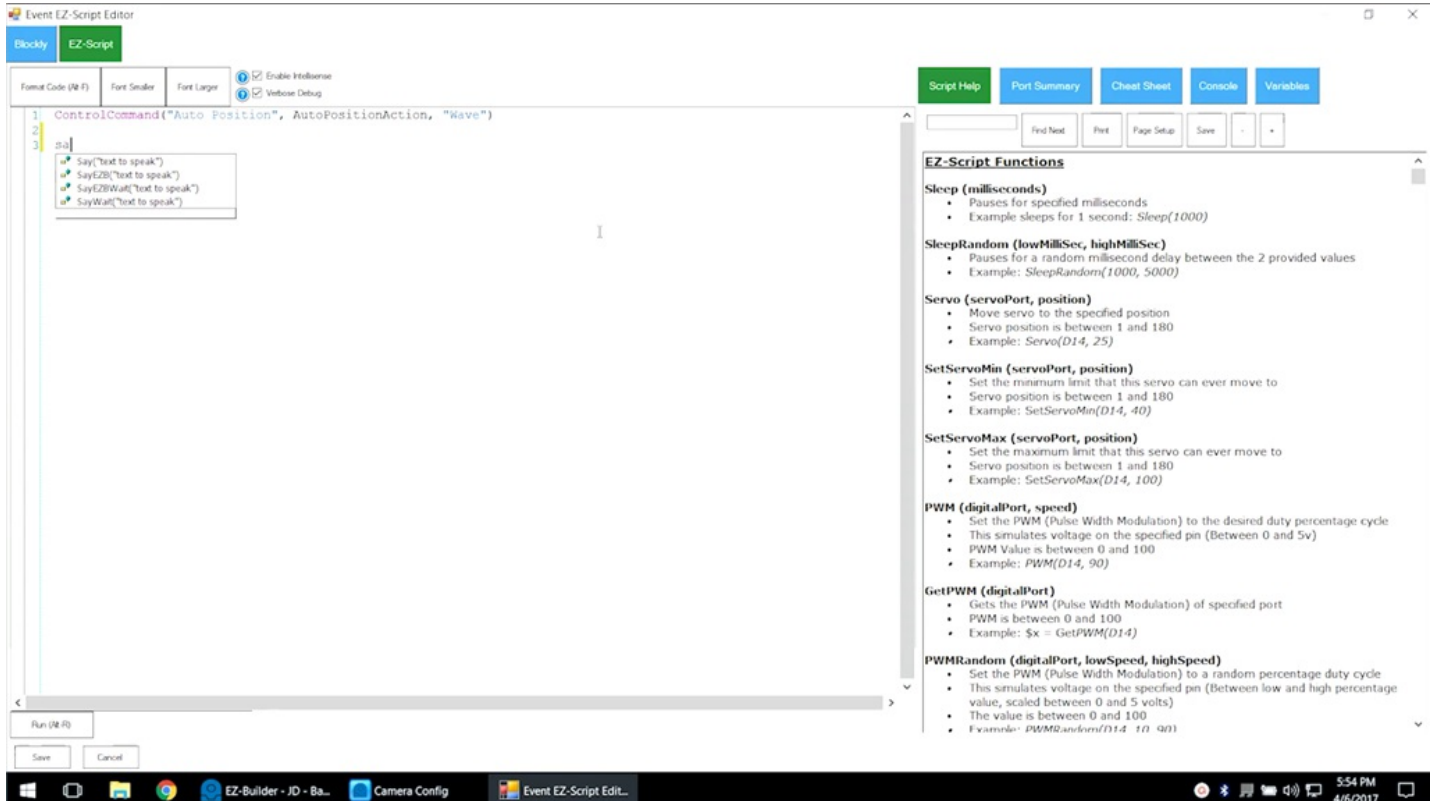 Event EZ-Script Editor
Blockly
EZ-Script
Format Code (Alt-F)
Font Smaller
Font Larger
Enable Intellisense
Verbose Debug
1 ControlCommand("Auto Position", AutoPositionAction, "Wave")
2
3 sa
Say("text to speak")
SayEZB("text to speak")
SayEZBWait("text to speak")
SayWait("text to speak")
Run (Alt-R)
Save
Cancel
Script Help
Port Summary
Cheat Sheet
Console
Variables
Find Next
Print
Page Setup
Save
-
+
EZ-Script Functions
Sleep (milliseconds)
• Pauses for specified milliseconds
• Example sleeps for 1 second: Sleep(1000)
SleepRandom (lowMilliSec, highMilliSec)
• Pauses for a random millisecond delay between the 2 provided values
• Example: SleepRandom(1000, 5000)
Servo (servoPort, position)
• Move servo to the specified position
• Servo position is between 1 and 180
• Example: Servo(D14, 25)
SetServoMin (servoPort, position)
• Set the minimum limit that this servo can ever move to
• Servo position is between 1 and 180
• Example: SetServoMin(D14, 40)
SetServoMax (servoPort, position)
• Set the maximum limit that this servo can ever move to
• Servo position is between 1 and 180
• Example: SetServoMax(D14, 100)
PWM (digitalPort, speed)
• Set the PWM (Pulse Width Modulation) to the desired duty percentage cycle
• This simulates voltage on the specified pin (Between 0 and 5v)
• PWM Value is between 0 and 100
• Example: PWM(D14, 90)
GetPWM (digitalPort)
• Gets the PWM (Pulse Width Modulation) of specified port
• PWM is between 0 and 100
• Example: $x = GetPWM(D14)
PWMRandom (digitalPort, lowSpeed, highSpeed)
• Set the PWM (Pulse Width Modulation) to a random percentage duty cycle
• This simulates voltage on the specified pin (Between low and high percentage
value, scaled between 0 and 5 volts)
• The value is between 0 and 100
• Example: PWMRandom(D14, 10, 90)
EZ-Builder - JD - Ba...
Camera Config
Event EZ-Script Edit...
5:54 PM
4/6/2017